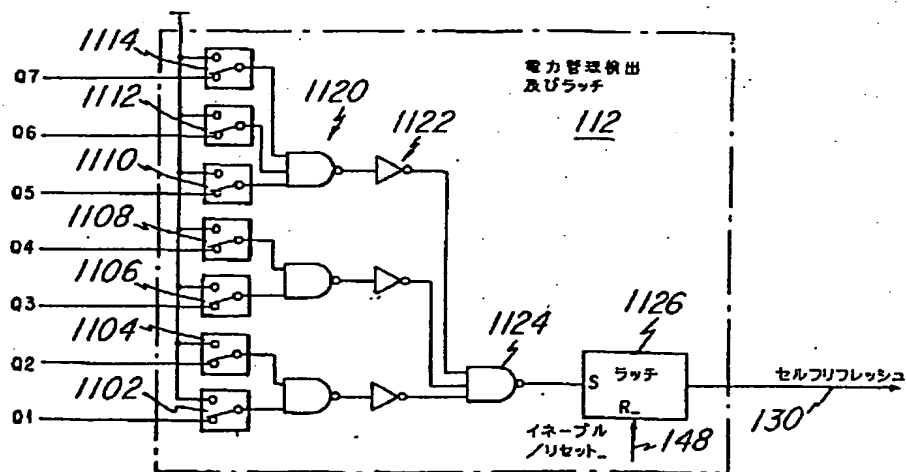 1114
Q7
電力管理検出
及びラッチ
112
1120
1122
1112
Q6
1110
Q5
1108
Q4
1106
Q3
1104
Q2
1102
Q1
1124
1126
S ラッチ
R_
セルフリフレッシュ
130
イネーブル
/リセット_
148